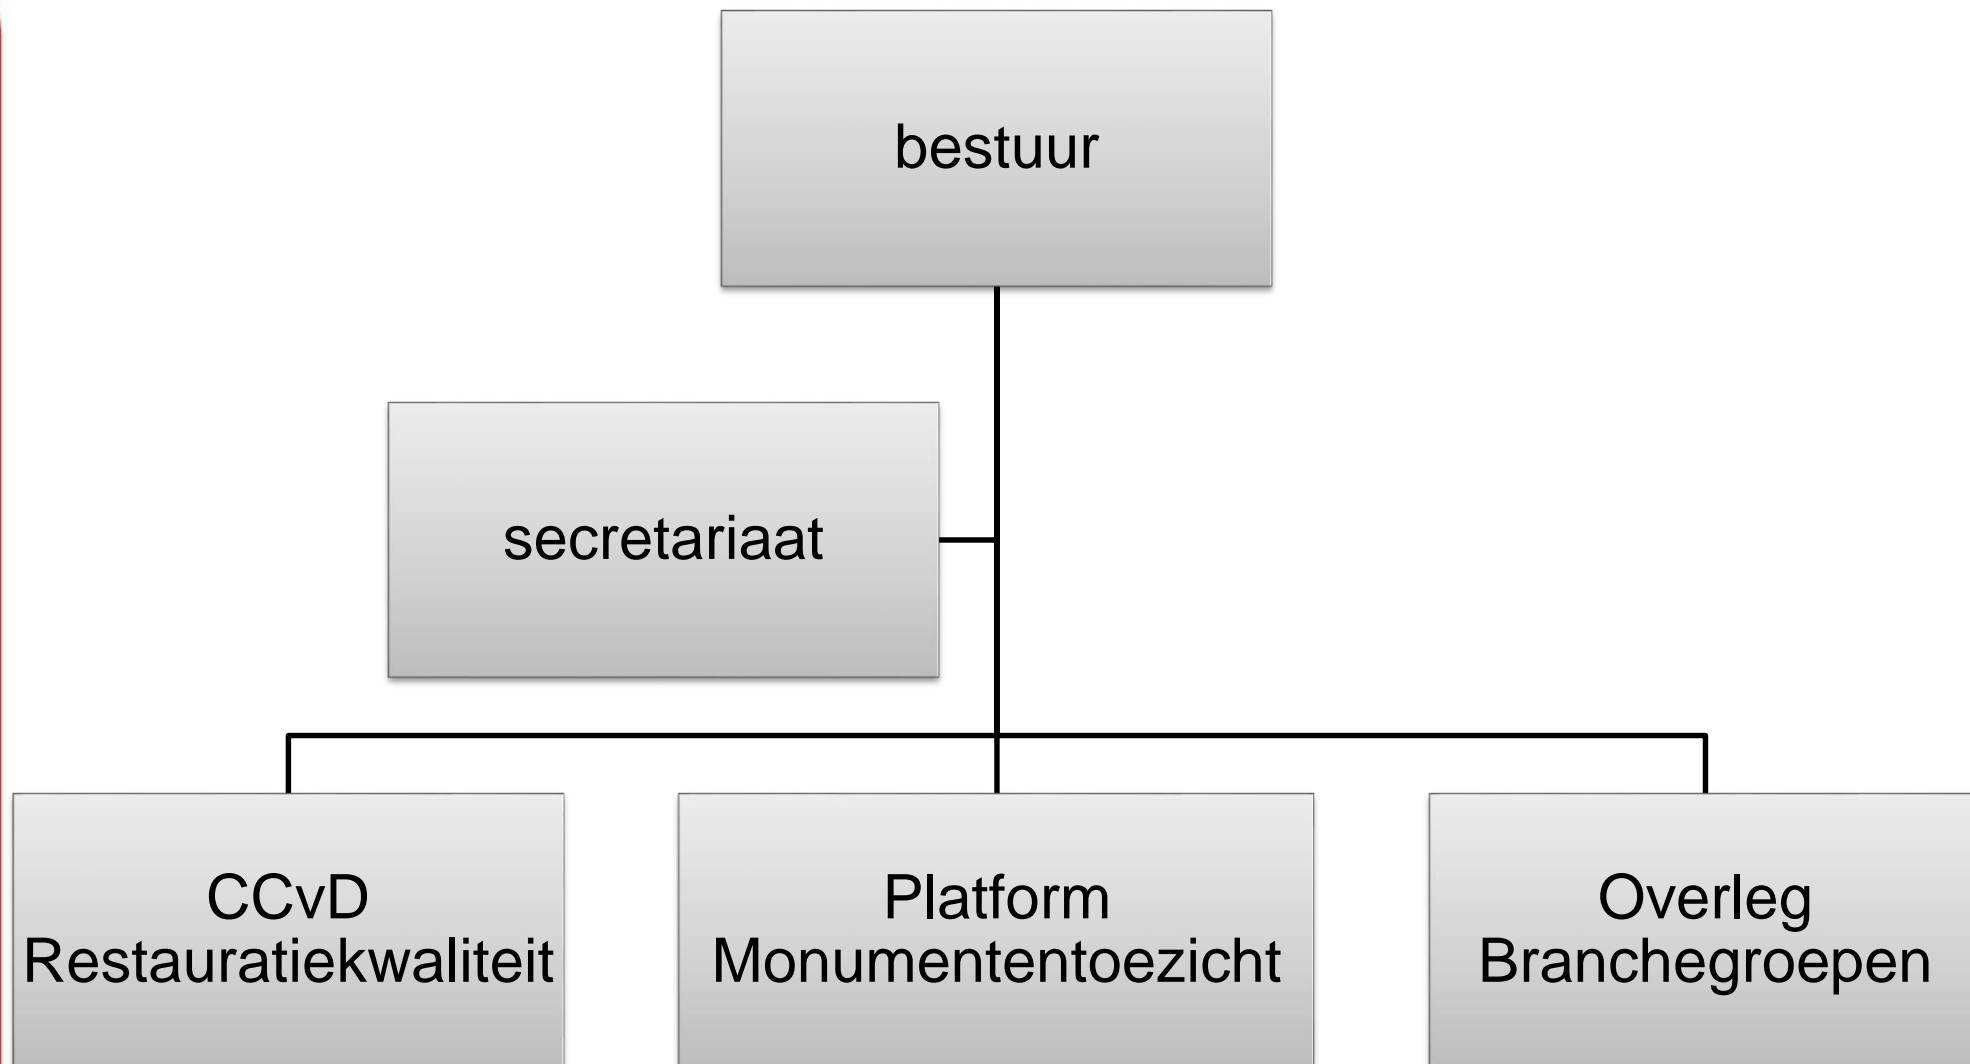 bestuur
secretariaat
CCvD
Restauratiekwaliteit
Platform
Monumententoezicht
Overleg
Branchegroepen